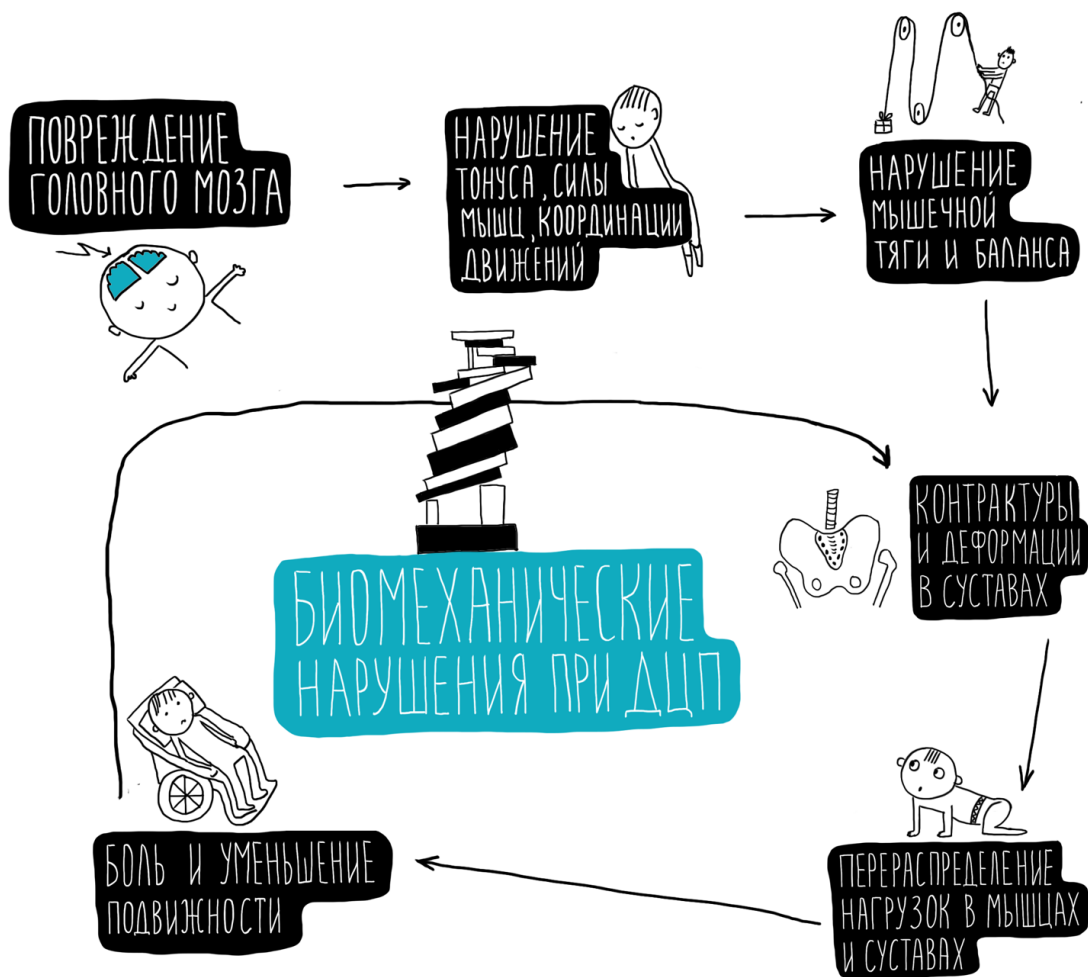 ПОВРЕЖДЕНИЕ
ГОЛОВНОГО МОЗГА
НАРУШЕНИЕ
ТОНУСА, СИЛЫ
МЫШЦ, КООРДИНАЦИИ
ДВИЖЕНИЙ
НАРУШЕНИЕ
МЫШЕЧНОЙ
ТЯГИ И БАЛАНСА
КОНТРАКТУРЫ
И ДЕФОРМАЦИИ
В СУСТАВАХ
БИОМЕХАНИЧЕСКИЕ
НАРУШЕНИЯ ПРИ ДЦП
ПЕРЕРАСПРЕДЕЛЕНИЕ
НАГРУЗОК В МЫШЦАХ
И СУСТАВАХ
БОЛЬ И УМЕНЬШЕНИЕ
ПОДВИЖНОСТИ